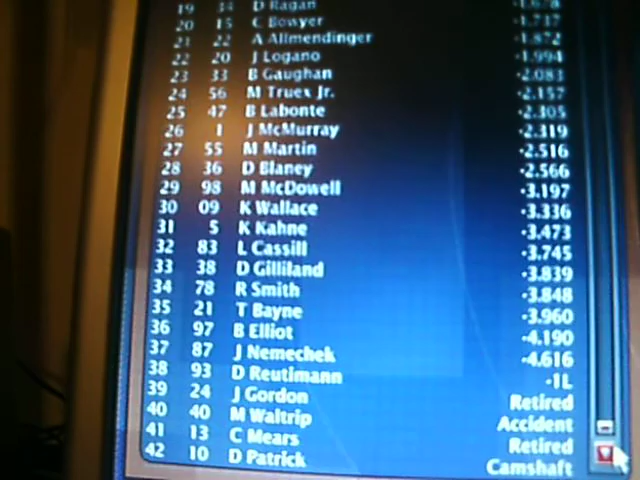 19 34 D Ragan -1.678
20 15 C Bowyer -1.717
21 22 A Allmendinger -1.872
22 20 J Logano -1.994
23 33 B Gaughan -2.083
24 56 M Truex Jr. -2.157
25 47 B Labonte -2.305
26 1 J McMurray -2.319
27 55 M Martin -2.516
28 36 D Blaney -2.566
29 98 M McDowell -3.197
30 09 K Wallace -3.336
31 5 K Kahne -3.473
32 83 L Cassill -3.745
33 38 D Gilliland -3.839
34 78 R Smith -3.848
35 21 T Bayne -3.960
36 97 B Elliot -4.190
37 87 J Nemechek -4.616
38 93 D Reutimann -1L
39 24 J Gordon Retired
40 40 M Waltrip Accident
41 13 C Mears Retired
42 10 D Patrick Camshaft